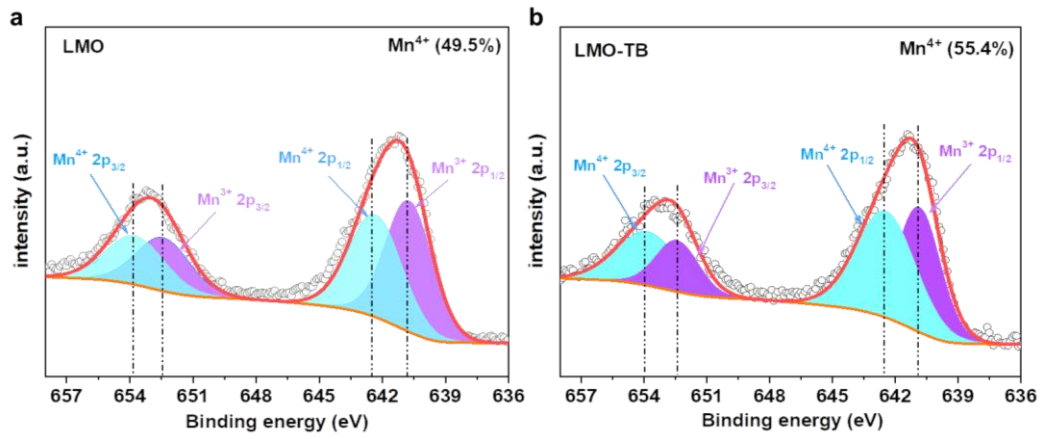 a
LMO
Mn⁴⁺ (49.5%)
Mn⁴⁺ 2p₃/₂
Mn³⁺ 2p₃/₂
Mn⁴⁺ 2p₁/₂
Mn³⁺ 2p₁/₂
intensity (a.u.)
657 654 651 645 642 639 636
Binding energy (eV)
b
LMO-TB
Mn⁴⁺ (55.4%)
Mn⁴⁺ 2p₃/₂
Mn³⁺ 2p₃/₂
Mn⁴⁺ 2p₁/₂
Mn³⁺ 2p₁/₂
intensity (a.u.)
657 654 651 645 642 639 636
Binding energy (eV)